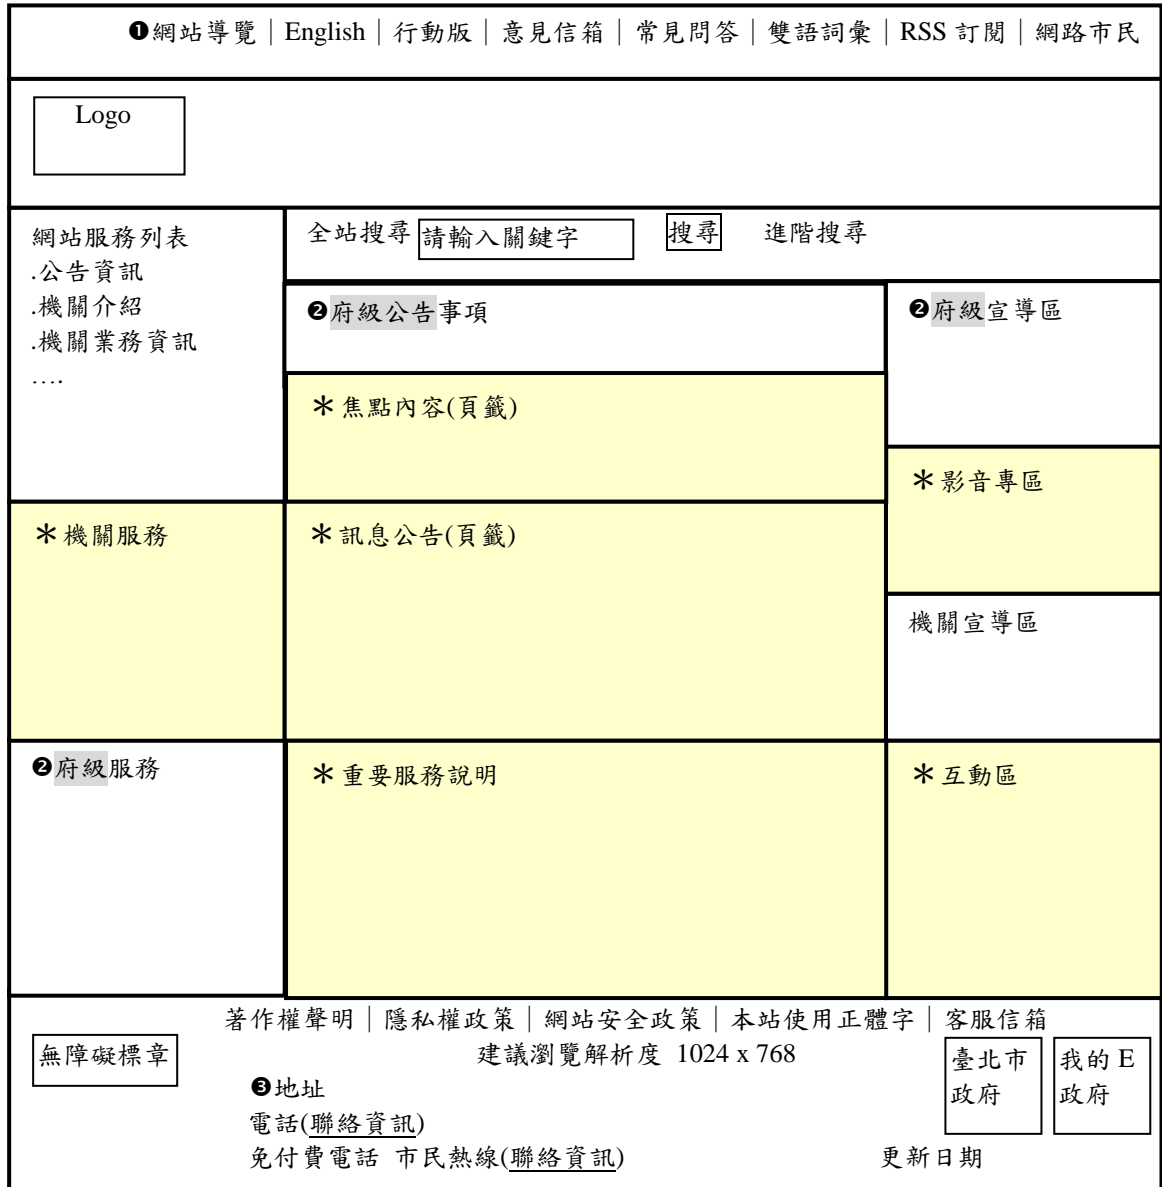 ❶網站導覽｜English｜行動版｜意見信箱｜常見問答｜雙語詞彙｜RSS 訂閱｜網路市民
Logo
網站服務列表
.公告資訊
.機關介紹
.機關業務資訊
….
全站搜尋 請輸入關鍵字 搜尋 進階搜尋
❷府級公告事項
❷府級宣導區
＊焦點內容(頁籤)
＊影音專區
＊機關服務
＊訊息公告(頁籤)
機關宣導區
❷府級服務
＊重要服務說明
＊互動區
著作權聲明｜隱私權政策｜網站安全政策｜本站使用正體字｜客服信箱
無障礙標章
建議瀏覽解析度 1024 x 768
臺北市
政府
我的 E
政府
❸地址
電話(聯絡資訊)
免付費電話 市民熱線(聯絡資訊)
更新日期